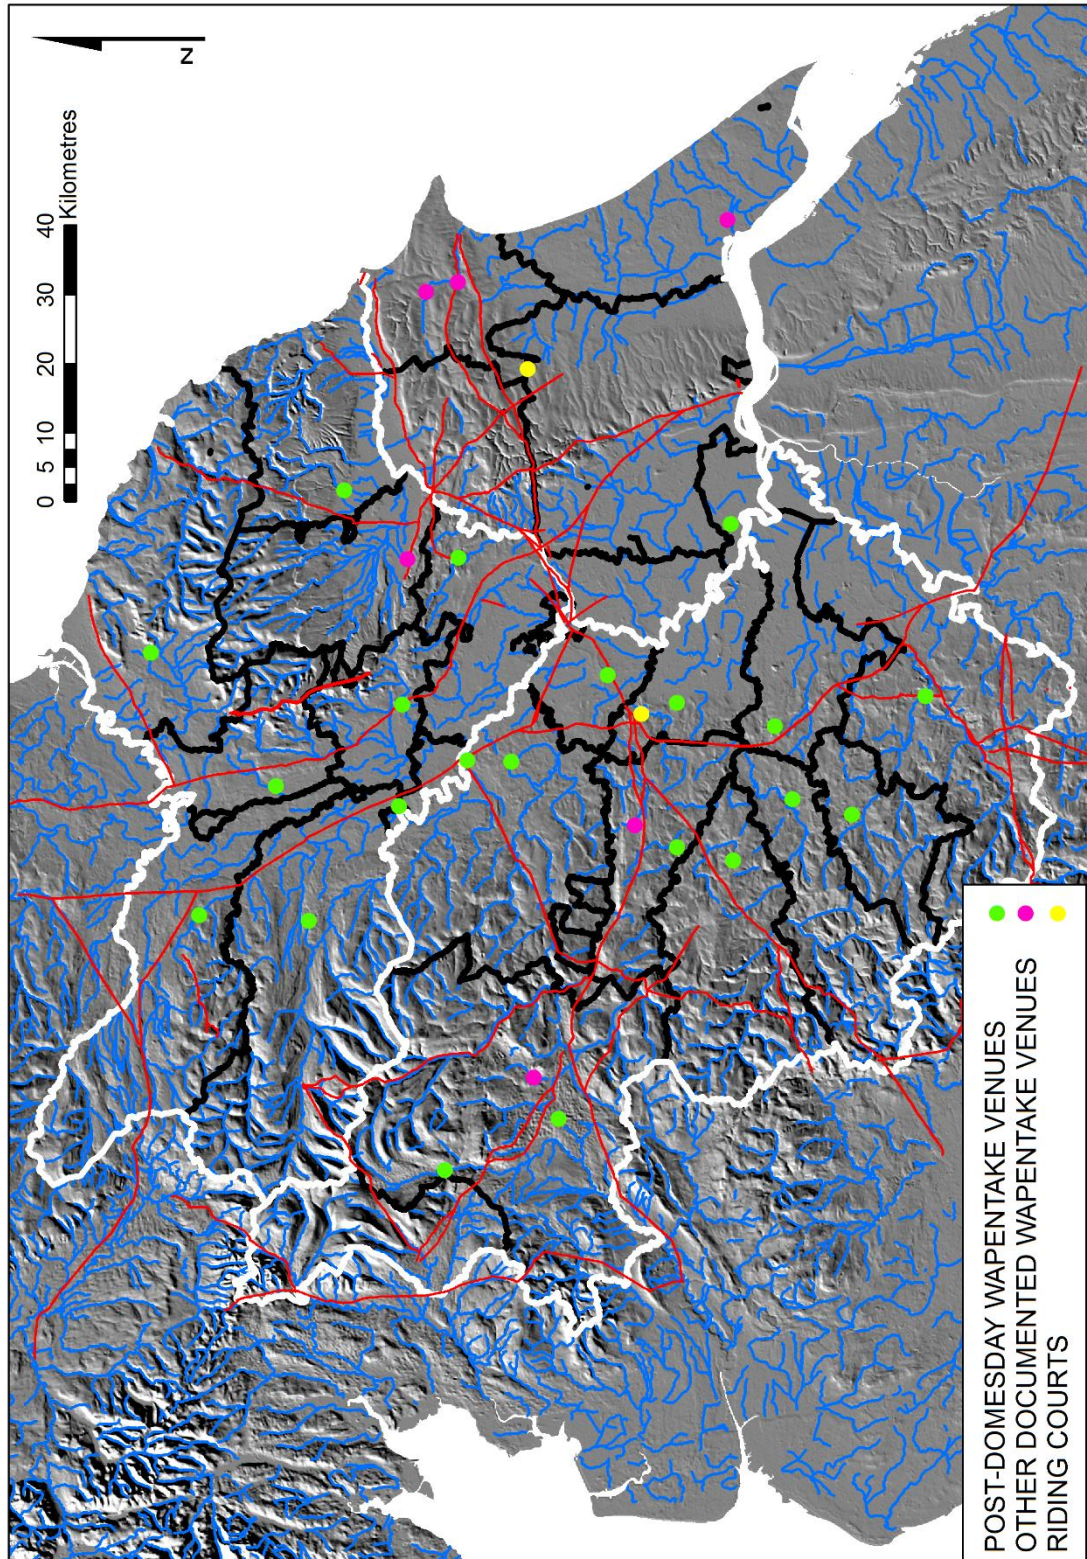 N
0 5 10 20 30 40
Kilometres
POST-DOMESDAY WAPENTAKE VENUES
OTHER DOCUMENTED WAPENTAKE VENUES
RIDING COURTS